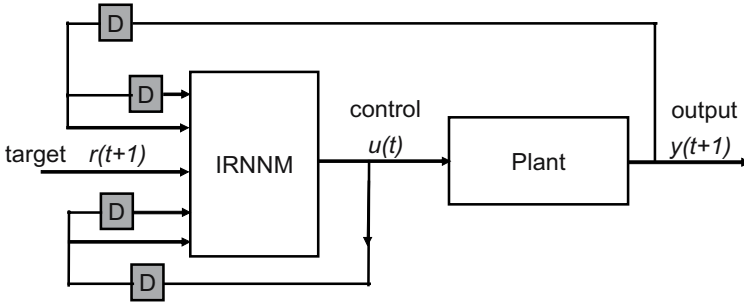 D
D
control
output
target r(t+1)
IRNNM
u(t)
Plant
y(t+1)
D
D